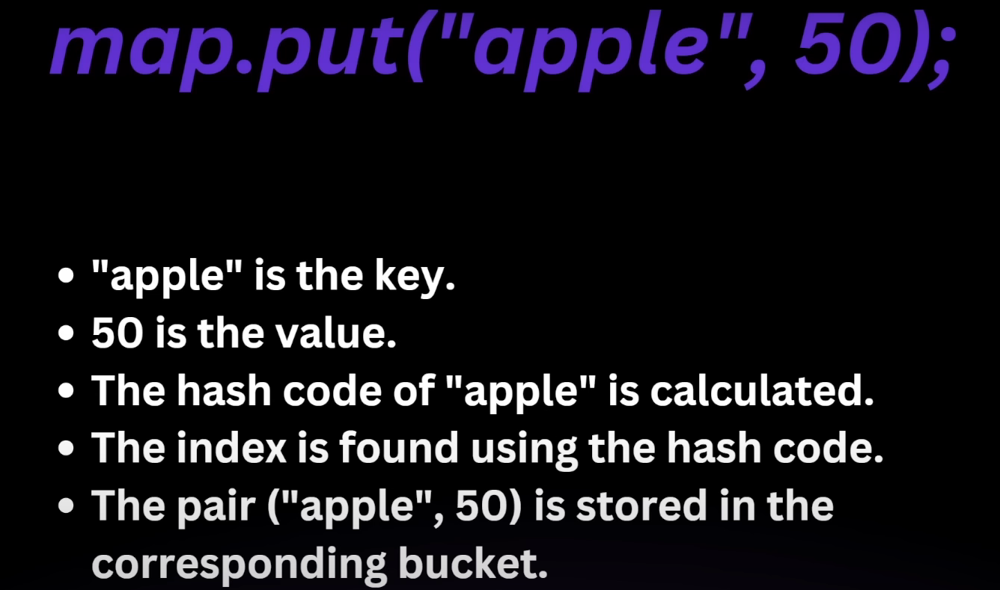 map.put("apple", 50);
• "apple" is the key.
• 50 is the value.
• The hash code of "apple" is calculated.
• The index is found using the hash code.
• The pair ("apple", 50) is stored in the
corresponding bucket.